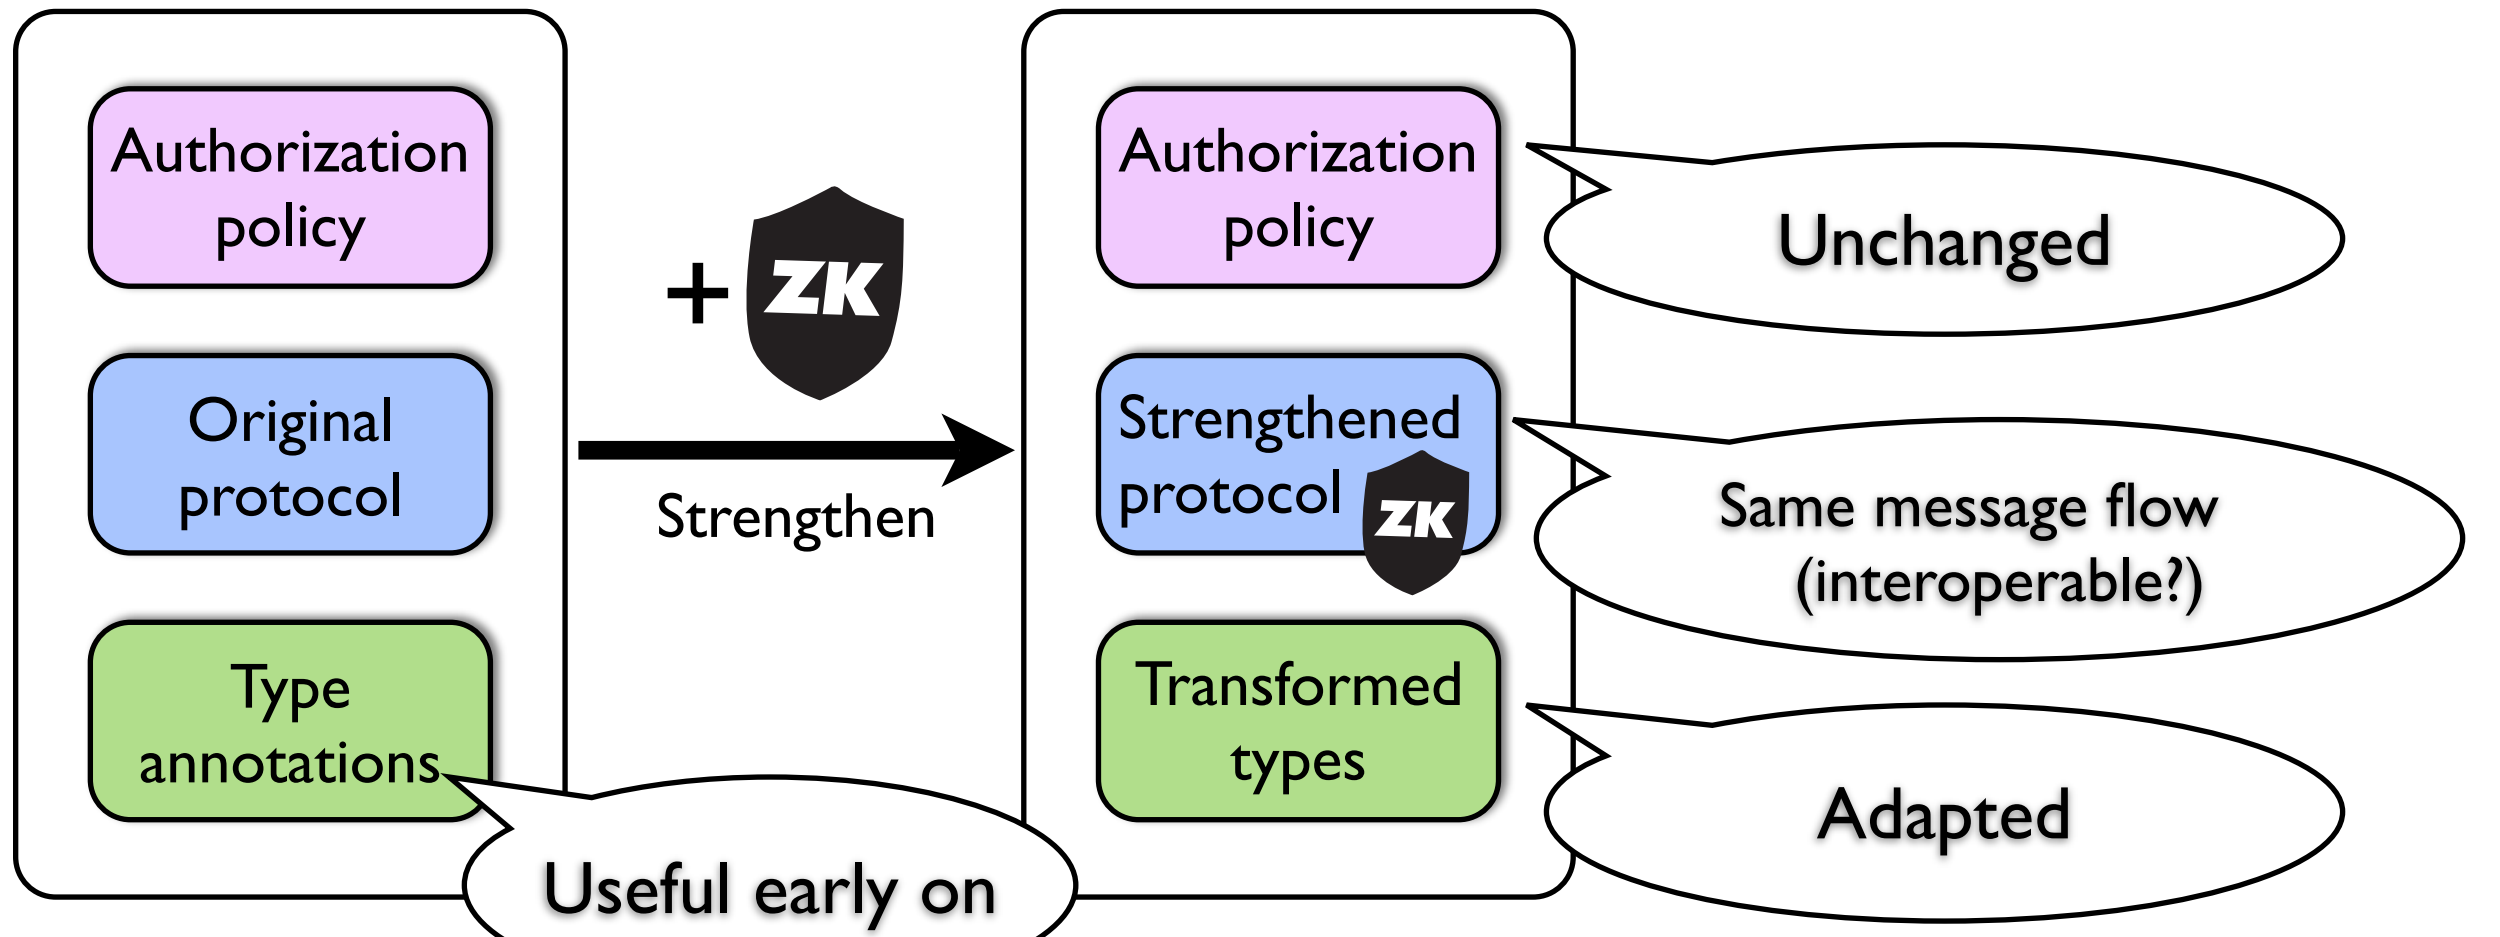 Authorization
policy
Original
protocol
Type
annotations
Useful early on
+ ZK
Strengthen
Authorization
policy
Strengthened
protocol
ZK
Transformed
types
Unchanged
Same message flow
(interoperable?)
Adapted